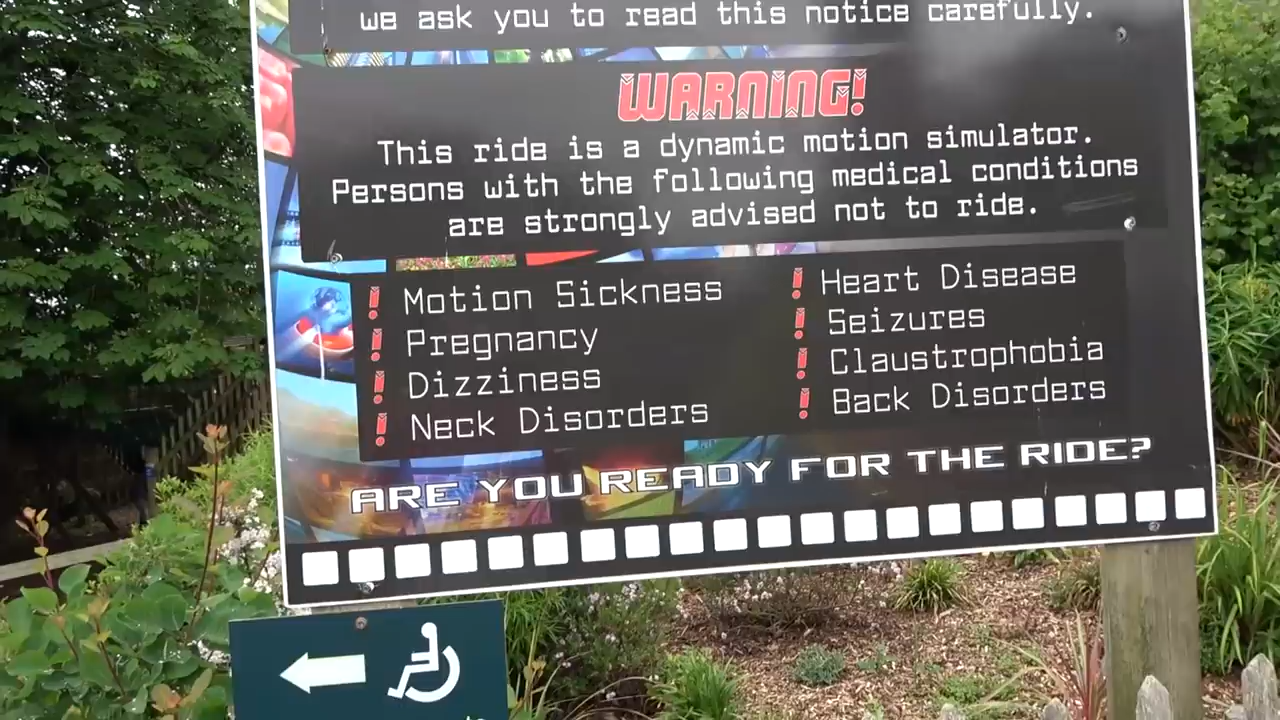 we ask you to read this notice carefully.
WARNING!
This ride is a dynamic motion simulator.
Persons with the following medical conditions
are strongly advised not to ride.
! Motion Sickness
! Pregnancy
! Dizziness
! Neck Disorders
! Heart Disease
! Seizures
! Claustrophobia
! Back Disorders
ARE YOU READY FOR THE RIDE?